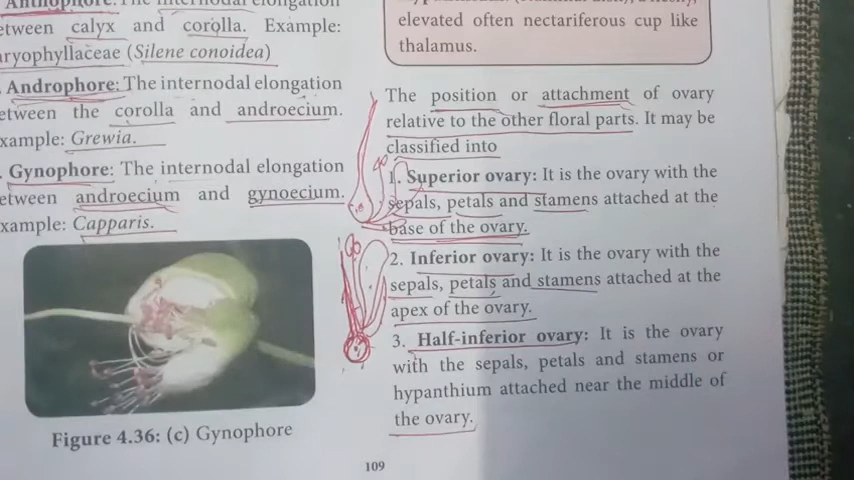 Anthophore: The internodal elongation
etween calyx and corolla. Example:
aryophyllaceae (Silene conoidea)
. Androphore: The internodal elongation
etween the corolla and androecium.
xample: Grewia.
. Gynophore: The internodal elongation
etween androecium and gynoecium.
xample: Capparis.
Figure 4.36: (c) Gynophore
elevated often nectariferous cup like
thalamus.
The position or attachment of ovary
relative to the other floral parts. It may be
classified into
1. Superior ovary: It is the ovary with the
sepals, petals and stamens attached at the
base of the ovary.
2. Inferior ovary: It is the ovary with the
sepals, petals and stamens attached at the
apex of the ovary.
3. Half-inferior ovary: It is the ovary
with the sepals, petals and stamens or
hypanthium attached near the middle of
the ovary.
109